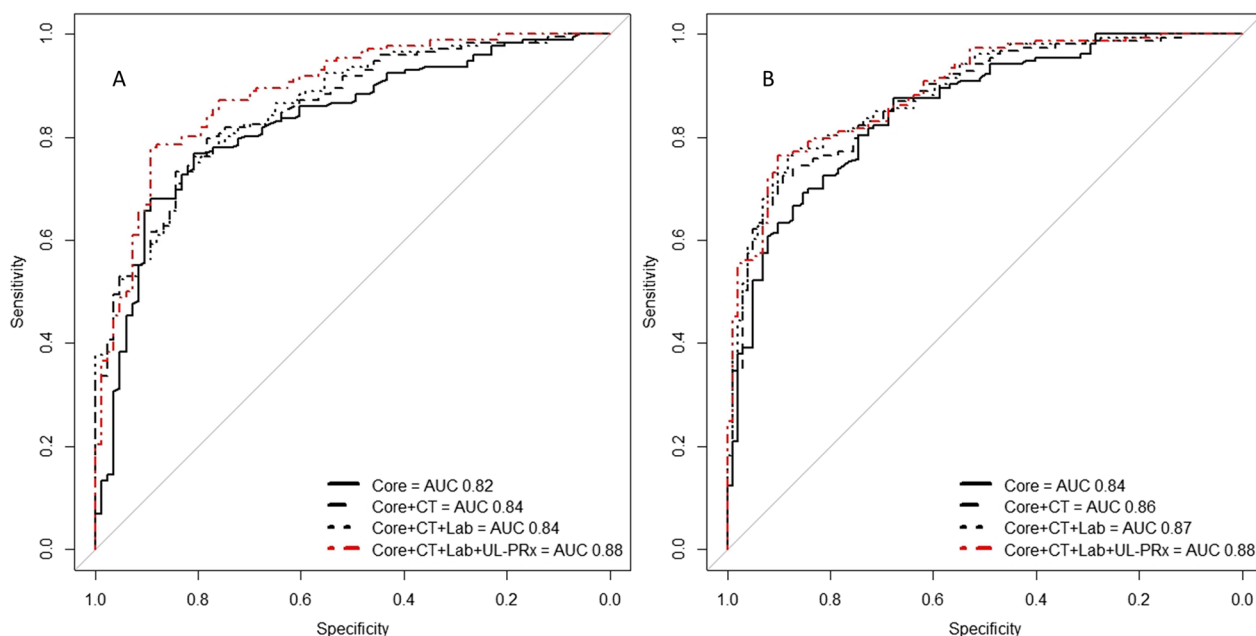 A
Sensitivity
1.0
0.8
0.6
0.4
0.2
0.0
Core = AUC 0.82
Core+CT = AUC 0.84
Core+CT+Lab = AUC 0.84
Core+CT+Lab+UL-PRx = AUC 0.88
1.0 0.8 0.6 0.4 0.2 0.0
Specificity
B
Sensitivity
1.0
0.8
0.6
0.4
0.2
0.0
Core = AUC 0.84
Core+CT = AUC 0.86
Core+CT+Lab = AUC 0.87
Core+CT+Lab+UL-PRx = AUC 0.88
1.0 0.8 0.6 0.4 0.2 0.0
Specificity